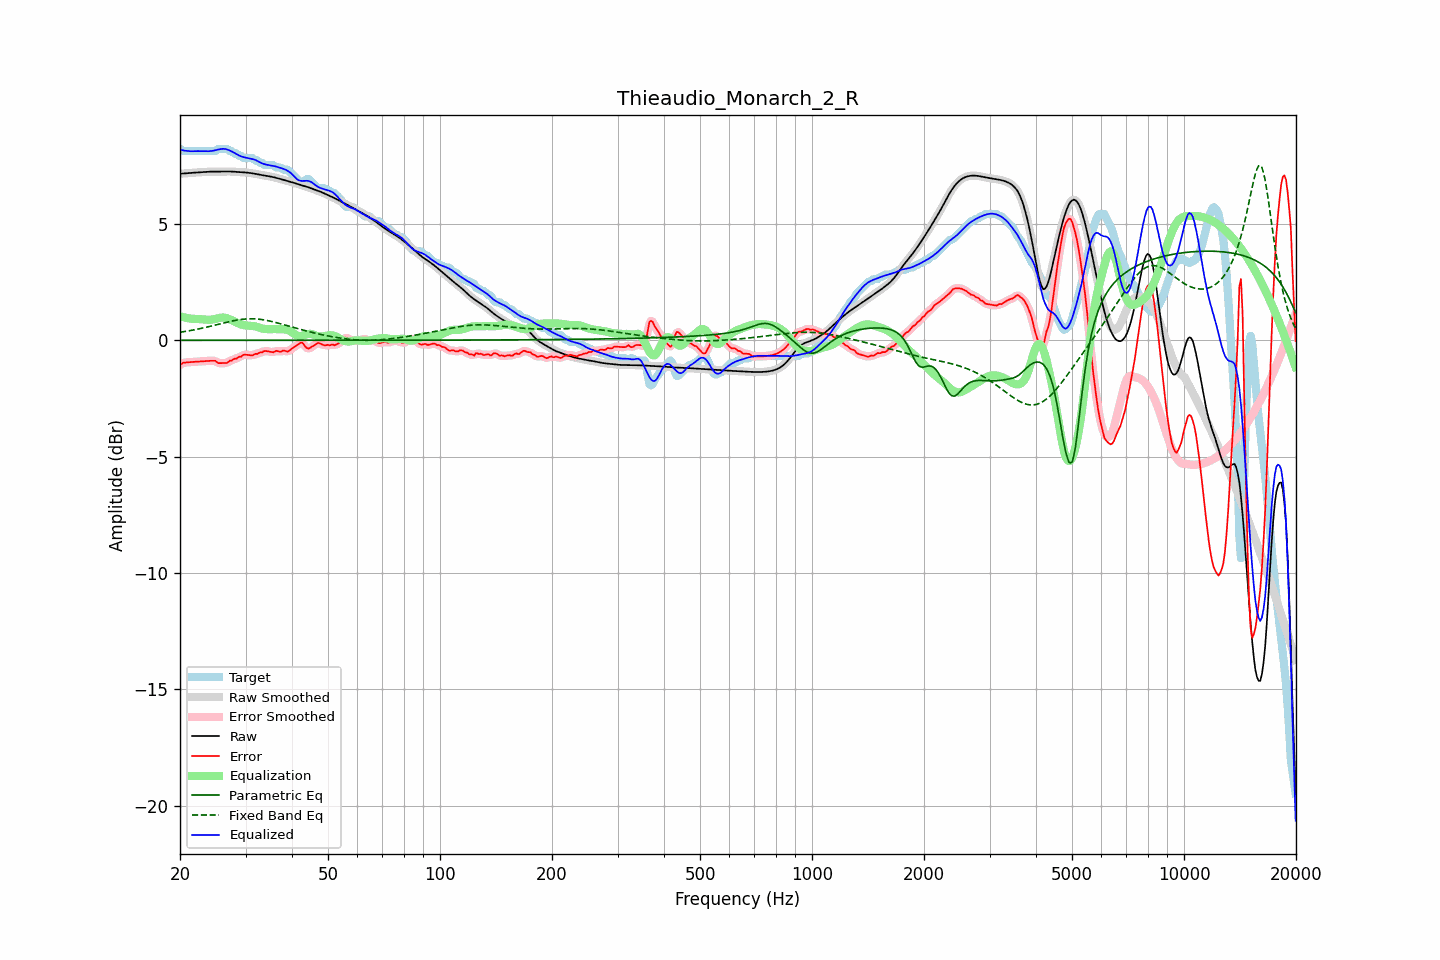 Thieaudio_Monarch_2_R
Amplitude (dBr)
5
0
−5
−10
−15
−20
Target
Raw Smoothed
Error Smoothed
Raw
Error
Equalization
Parametric Eq
Fixed Band Eq
Equalized
20 50 100 200 500 1000 2000 5000 10000 20000
Frequency (Hz)